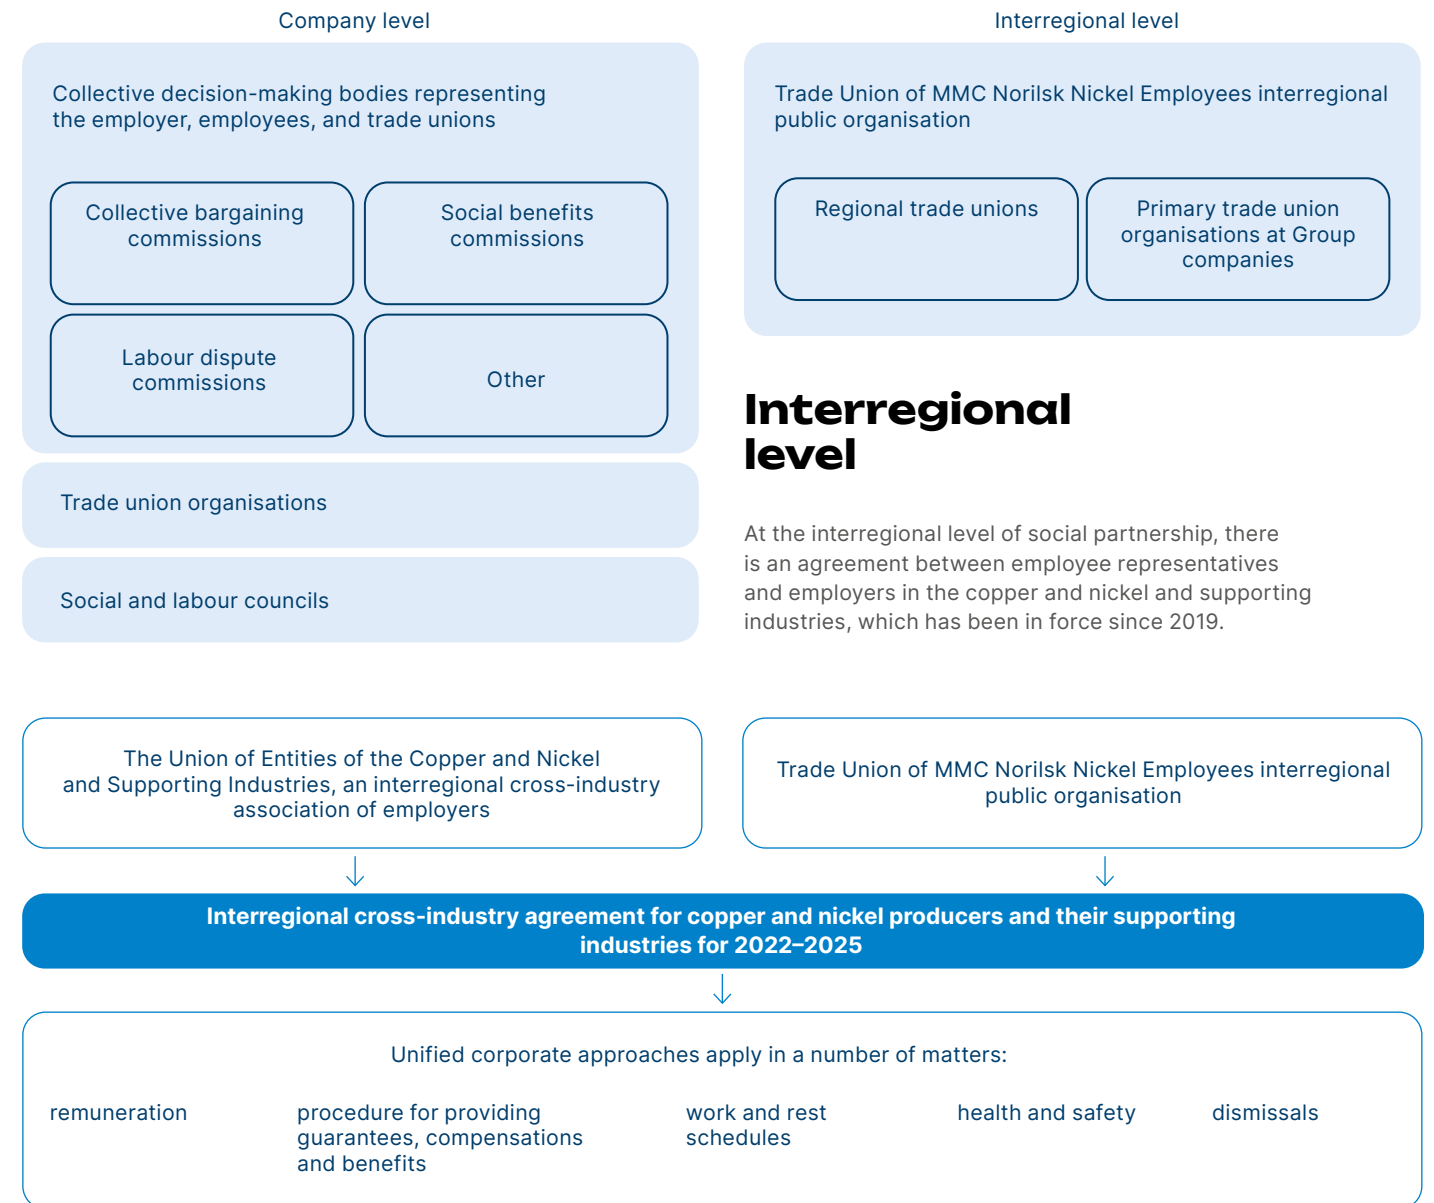 Company level
Collective decision-making bodies representing
the employer, employees, and trade unions
Collective bargaining
commissions
Social benefits
commissions
Labour dispute
commissions
Other
Trade union organisations
Social and labour councils
Interregional level
Trade Union of MMC Norilsk Nickel Employees interregional
public organisation
Regional trade unions
Primary trade union
organisations at Group
companies
Interregional
level
At the interregional level of social partnership, there
is an agreement between employee representatives
and employers in the copper and nickel and supporting
industries, which has been in force since 2019.
The Union of Entities of the Copper and Nickel
and Supporting Industries, an interregional cross-industry
association of employers
Trade Union of MMC Norilsk Nickel Employees interregional
public organisation
Interregional cross-industry agreement for copper and nickel producers and their supporting
industries for 2022–2025
Unified corporate approaches apply in a number of matters:
remuneration
procedure for providing
guarantees, compensations
and benefits
work and rest
schedules
health and safety
dismissals